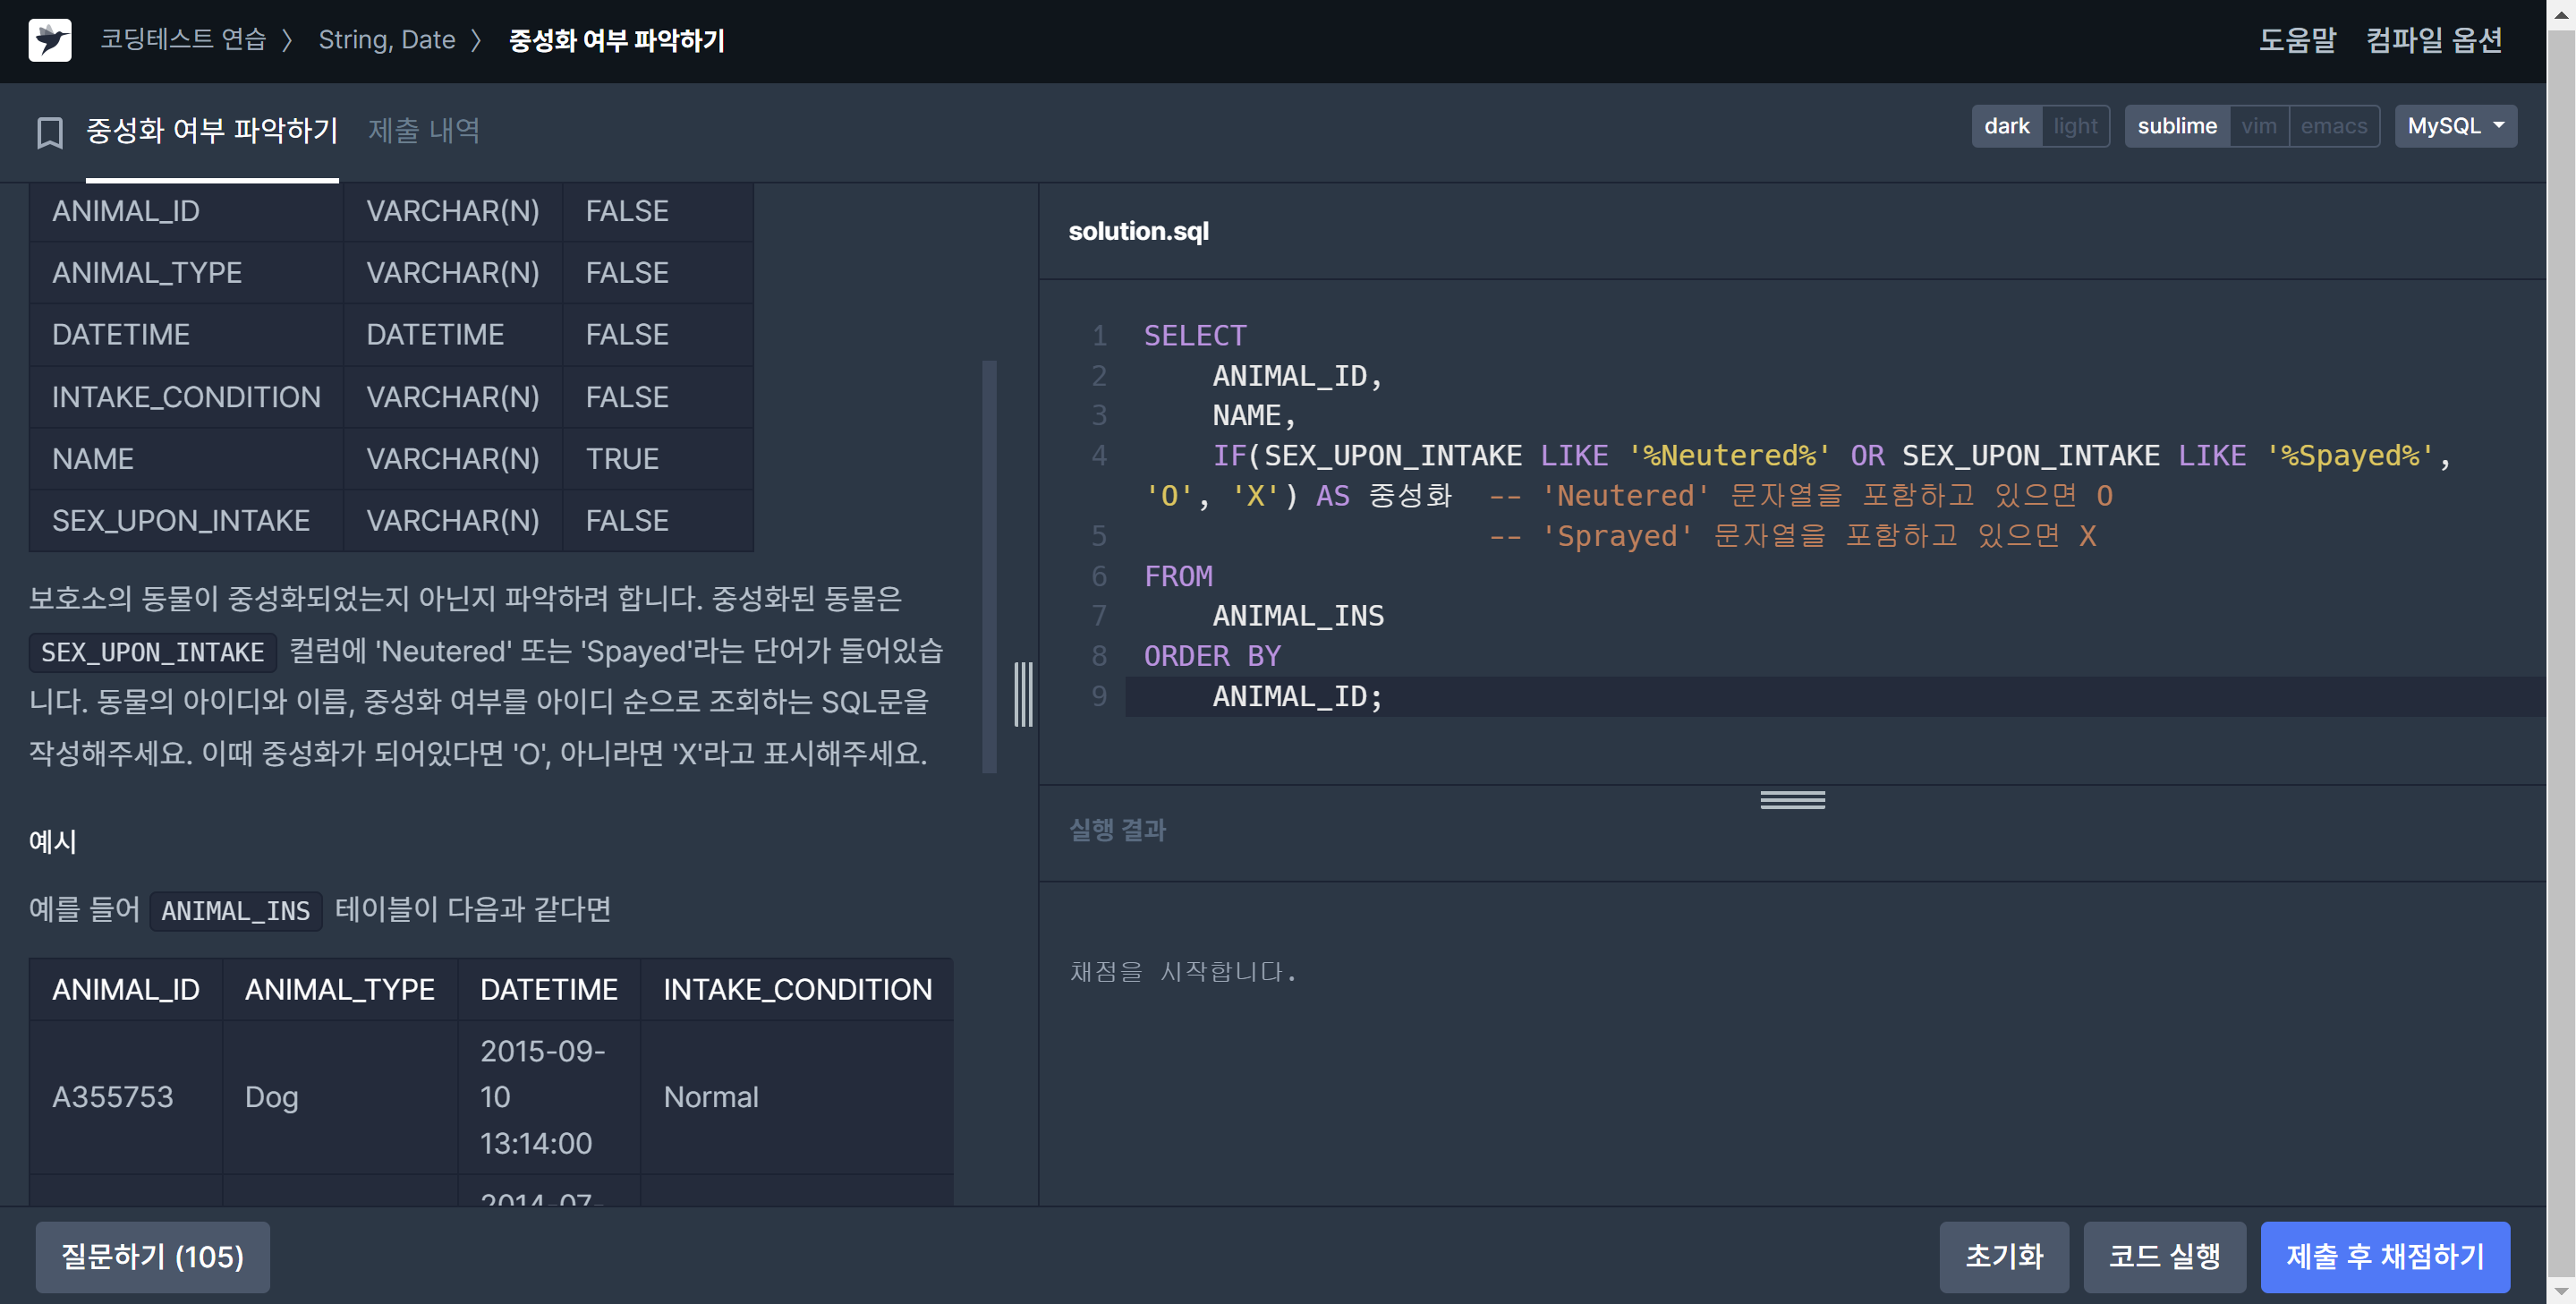 코딩테스트 연습 〉 String, Date 〉 중성화 여부 파악하기
도움말 컴파일 옵션
중성화 여부 파악하기 제출 내역
dark light sublime vim emacs MySQL
ANIMAL_ID VARCHAR(N) FALSE
ANIMAL_TYPE VARCHAR(N) FALSE
DATETIME DATETIME FALSE
INTAKE_CONDITION VARCHAR(N) FALSE
NAME VARCHAR(N) TRUE
SEX_UPON_INTAKE VARCHAR(N) FALSE
보호소의 동물이 중성화되었는지 아닌지 파악하려 합니다. 중성화된 동물은
SEX_UPON_INTAKE 컬럼에 'Neutered' 또는 'Spayed'라는 단어가 들어있습
니다. 동물의 아이디와 이름, 중성화 여부를 아이디 순으로 조회하는 SQL문을
작성해주세요. 이때 중성화가 되어있다면 'O', 아니라면 'X'라고 표시해주세요.
예시
예를 들어 ANIMAL_INS 테이블이 다음과 같다면
ANIMAL_ID ANIMAL_TYPE DATETIME INTAKE_CONDITION
A355753 Dog 2015-09-
10
13:14:00 Normal
2014-07-
solution.sql
1 SELECT
2 ANIMAL_ID,
3 NAME,
4 IF(SEX_UPON_INTAKE LIKE '%Neutered%' OR SEX_UPON_INTAKE LIKE '%Spayed%',
'O', 'X') AS 중성화 -- 'Neutered' 문자열을 포함하고 있으면 O
5 -- 'Sprayed' 문자열을 포함하고 있으면 X
6 FROM
7 ANIMAL_INS
8 ORDER BY
9 ANIMAL_ID;
실행 결과
채점을 시작합니다.
질문하기 (105)
초기화 코드 실행 제출 후 채점하기